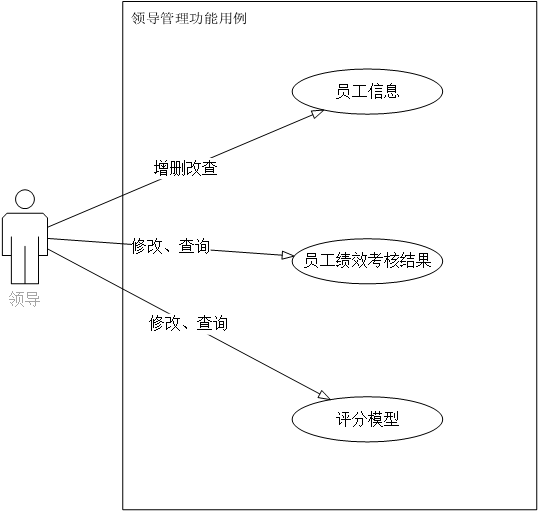 领导管理功能用例
员工信息
增删改查
修改、查询
员工绩效考核结果
领导
修改、查询
评分模型